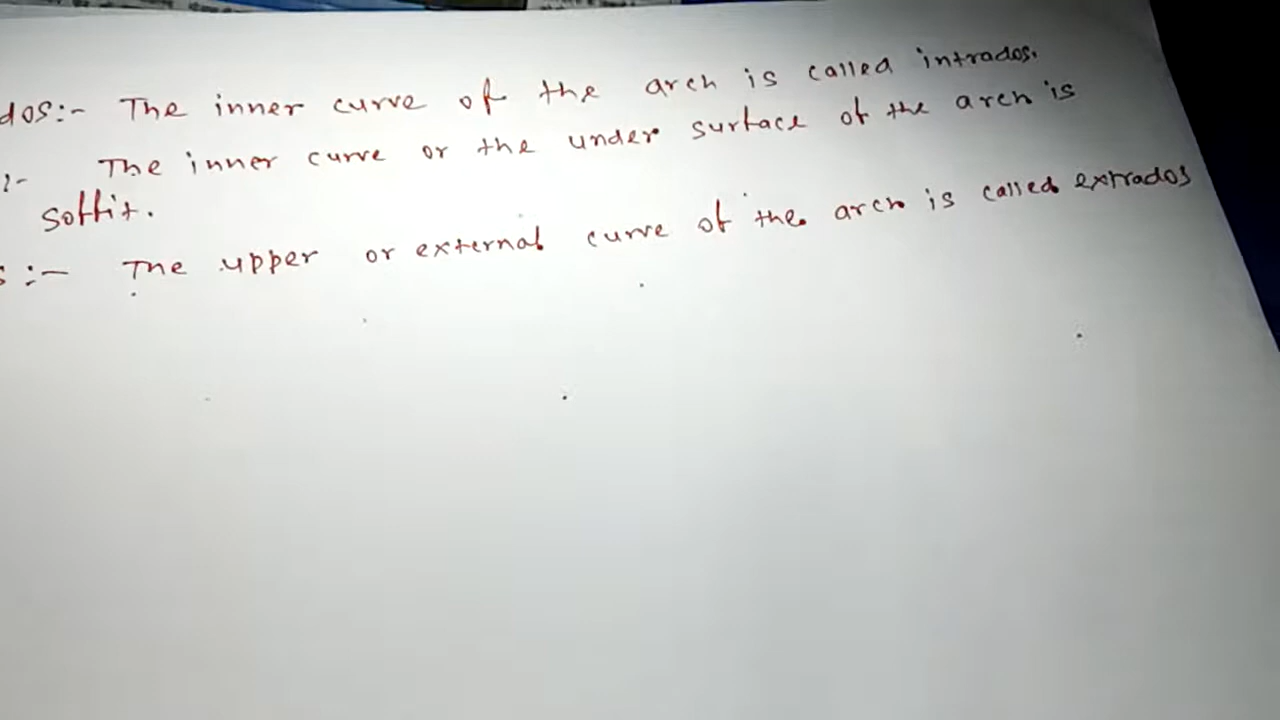 dos:- The inner curve of the arch is called intrados.
:- The inner curve or the under surface of the arch is
soffit.
s :- The upper or external curve of the arch is called extrados